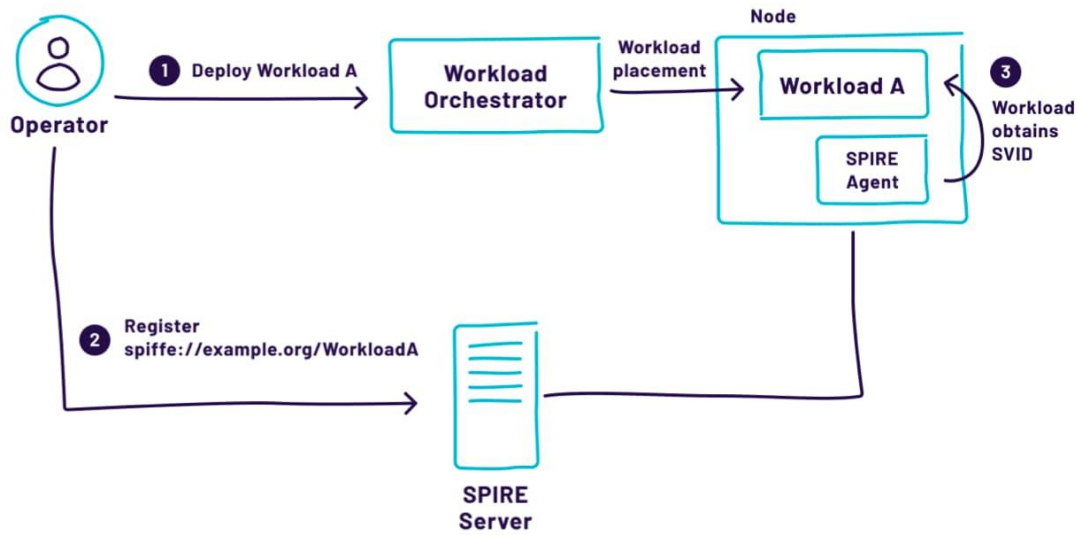 Node
1
Deploy Workload A
Operator
Workload
Orchestrator
Workload
placement
Workload A
SPIRE
Agent
3
Workload
obtains
SVID
2
Register
spiffe://example.org/WorkloadA
SPIRE
Server